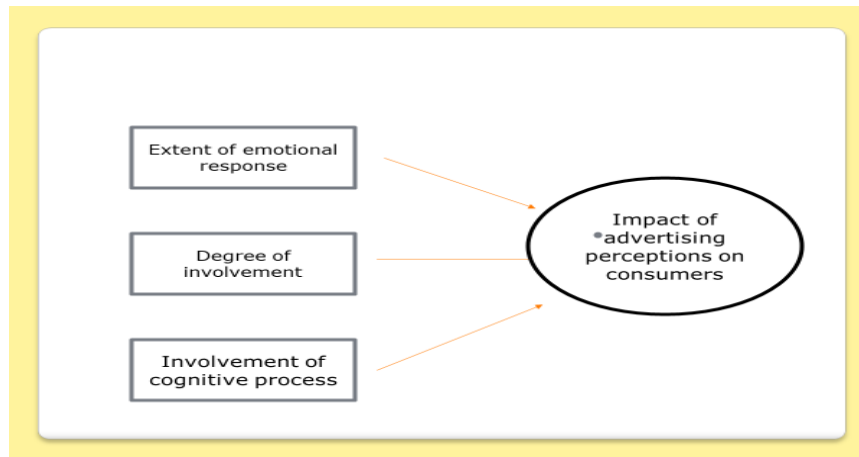 Extent of emotional
response
Degree of
involvement
Involvement of
cognitive process
Impact of
•advertising
perceptions on
consumers